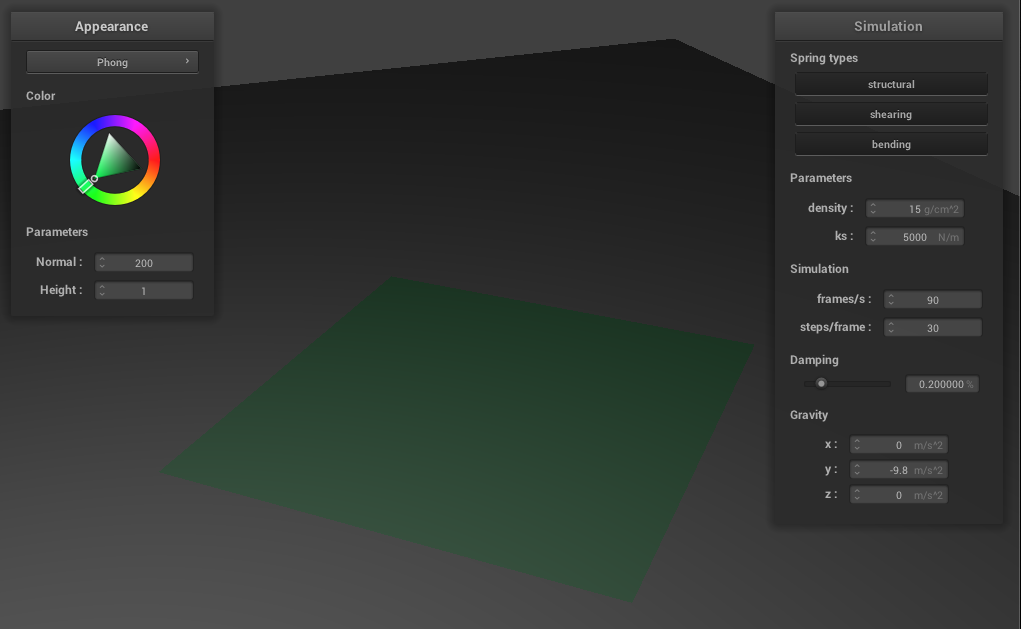 Appearance
Phong ›
Color
Parameters
Normal : 200
Height : 1
Simulation
Spring types
structural
shearing
bending
Parameters
density : 15 g/cm^2
ks : 5000 N/m
Simulation
frames/s : 90
steps/frame : 30
Damping
0.200000 %
Gravity
x : 0 m/s^2
y : -9.8 m/s^2
z : 0 m/s^2